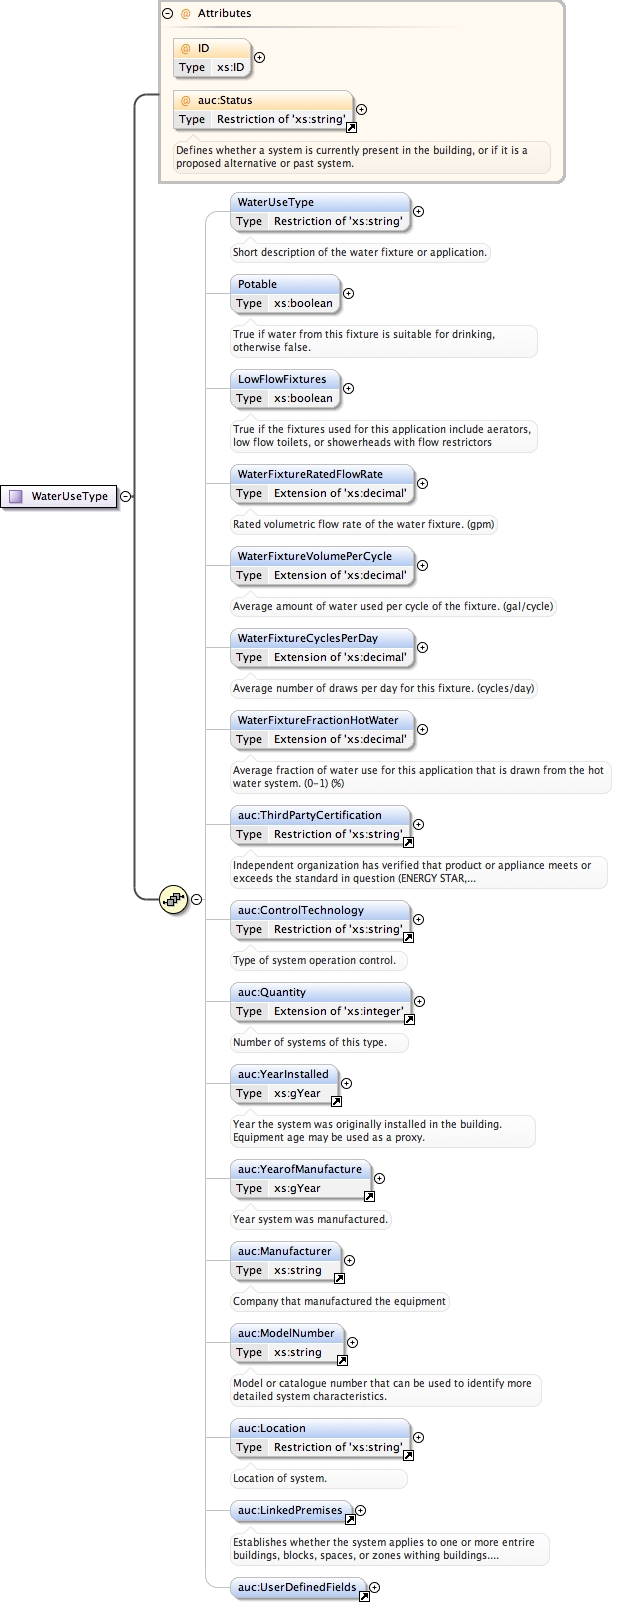 @ Attributes
@ ID
Type xs:ID
@ auc:Status
Type Restriction of 'xs:string'
Defines whether a system is currently present in the building, or if it is a
proposed alternative or past system.
WaterUseType
WaterUseType
Type Restriction of 'xs:string'
Short description of the water fixture or application.
Potable
Type xs:boolean
True if water from this fixture is suitable for drinking,
otherwise false.
LowFlowFixtures
Type xs:boolean
True if the fixtures used for this application include aerators,
low flow toilets, or showerheads with flow restrictors
WaterFixtureRatedFlowRate
Type Extension of 'xs:decimal'
Rated volumetric flow rate of the water fixture. (gpm)
WaterFixtureVolumePerCycle
Type Extension of 'xs:decimal'
Average amount of water used per cycle of the fixture. (gal/cycle)
WaterFixtureCyclesPerDay
Type Extension of 'xs:decimal'
Average number of draws per day for this fixture. (cycles/day)
WaterFixtureFractionHotWater
Type Extension of 'xs:decimal'
Average fraction of water use for this application that is drawn from the hot
water system. (0-1) (%)
auc:ThirdPartyCertification
Type Restriction of 'xs:string'
Independent organization has verified that product or appliance meets or
exceeds the standard in question (ENERGY STAR,...
auc:ControlTechnology
Type Restriction of 'xs:string'
Type of system operation control.
auc:Quantity
Type Extension of 'xs:integer'
Number of systems of this type.
auc:YearInstalled
Type xs:gYear
Year the system was originally installed in the building.
Equipment age may be used as a proxy.
auc:YearofManufacture
Type xs:gYear
Year system was manufactured.
auc:Manufacturer
Type xs:string
Company that manufactured the equipment
auc:ModelNumber
Type xs:string
Model or catalogue number that can be used to identify more
detailed system characteristics.
auc:Location
Type Restriction of 'xs:string'
Location of system.
auc:LinkedPremises
Establishes whether the system applies to one or more entrire
buildings, blocks, spaces, or zones withing buildings....
auc:UserDefinedFields